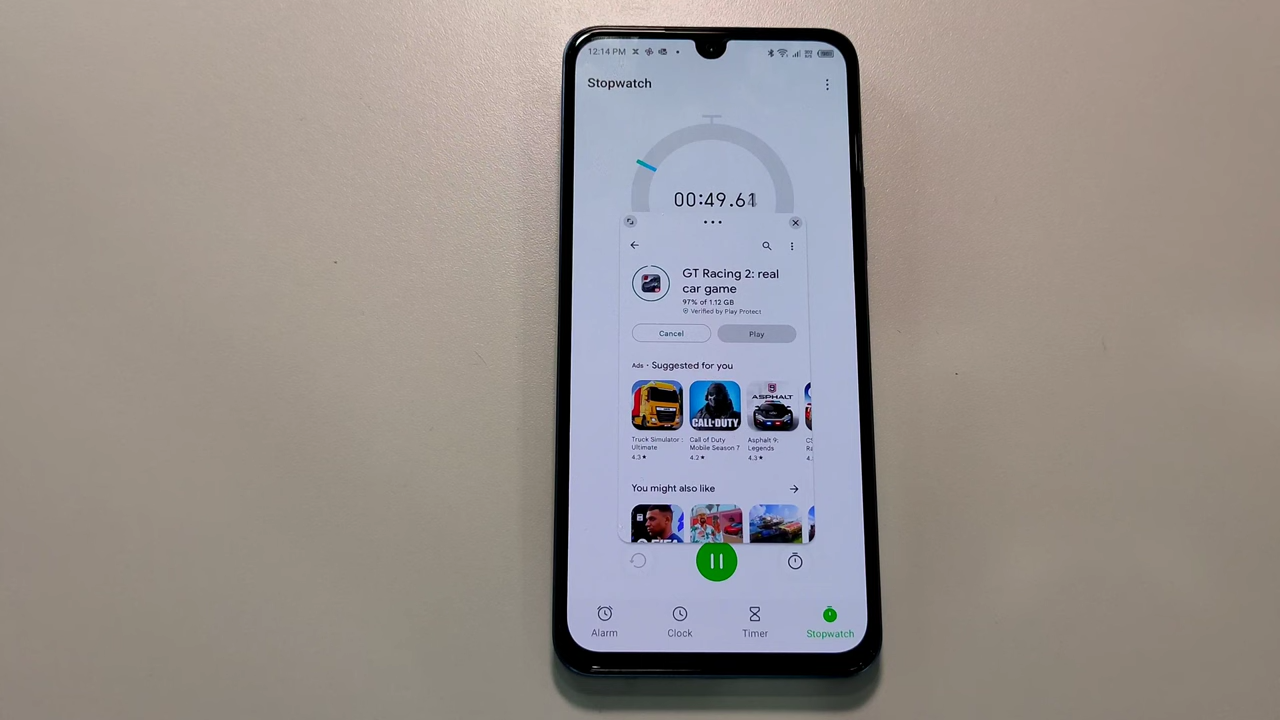 12:14 PM
Stopwatch
00:49.61
GT Racing 2: real
car game
97% of 1.12 GB
Verified by Play Protect
Cancel
Play
Ads · Suggested for you
ASPHALT
CALL·DUTY
Truck Simulator :
Ultimate
4.3★
Call of Duty
Mobile Season 7
4.2★
Asphalt 9:
Legends
4.3★
4.
You might also like
Alarm
Clock
Timer
Stopwatch